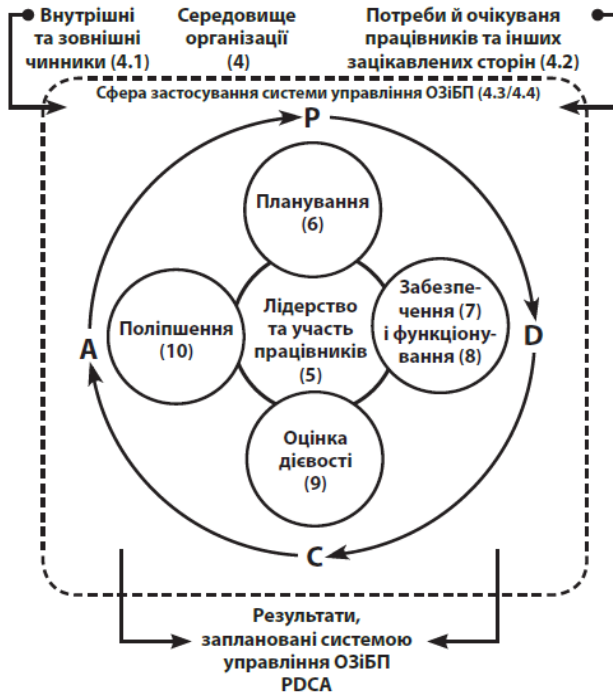 Внутрішні
та зовнішні
чинники (4.1)
Середовище
організації
(4)
Потреби й очікуваня
працівників та інших
зацікавлених сторін (4.2)
Сфера застосування системи управління ОЗіБП (4.3/4.4)
P
Планування
(6)
Забезпе-
чення (7)
і функціону-
вання (8)
D
Лідерство
та участь
працівників
(5)
Поліпшення
(10)
A
Оцінка
дієвості
(9)
C
Результати,
заплановані системою
управління ОЗіБП
PDCA